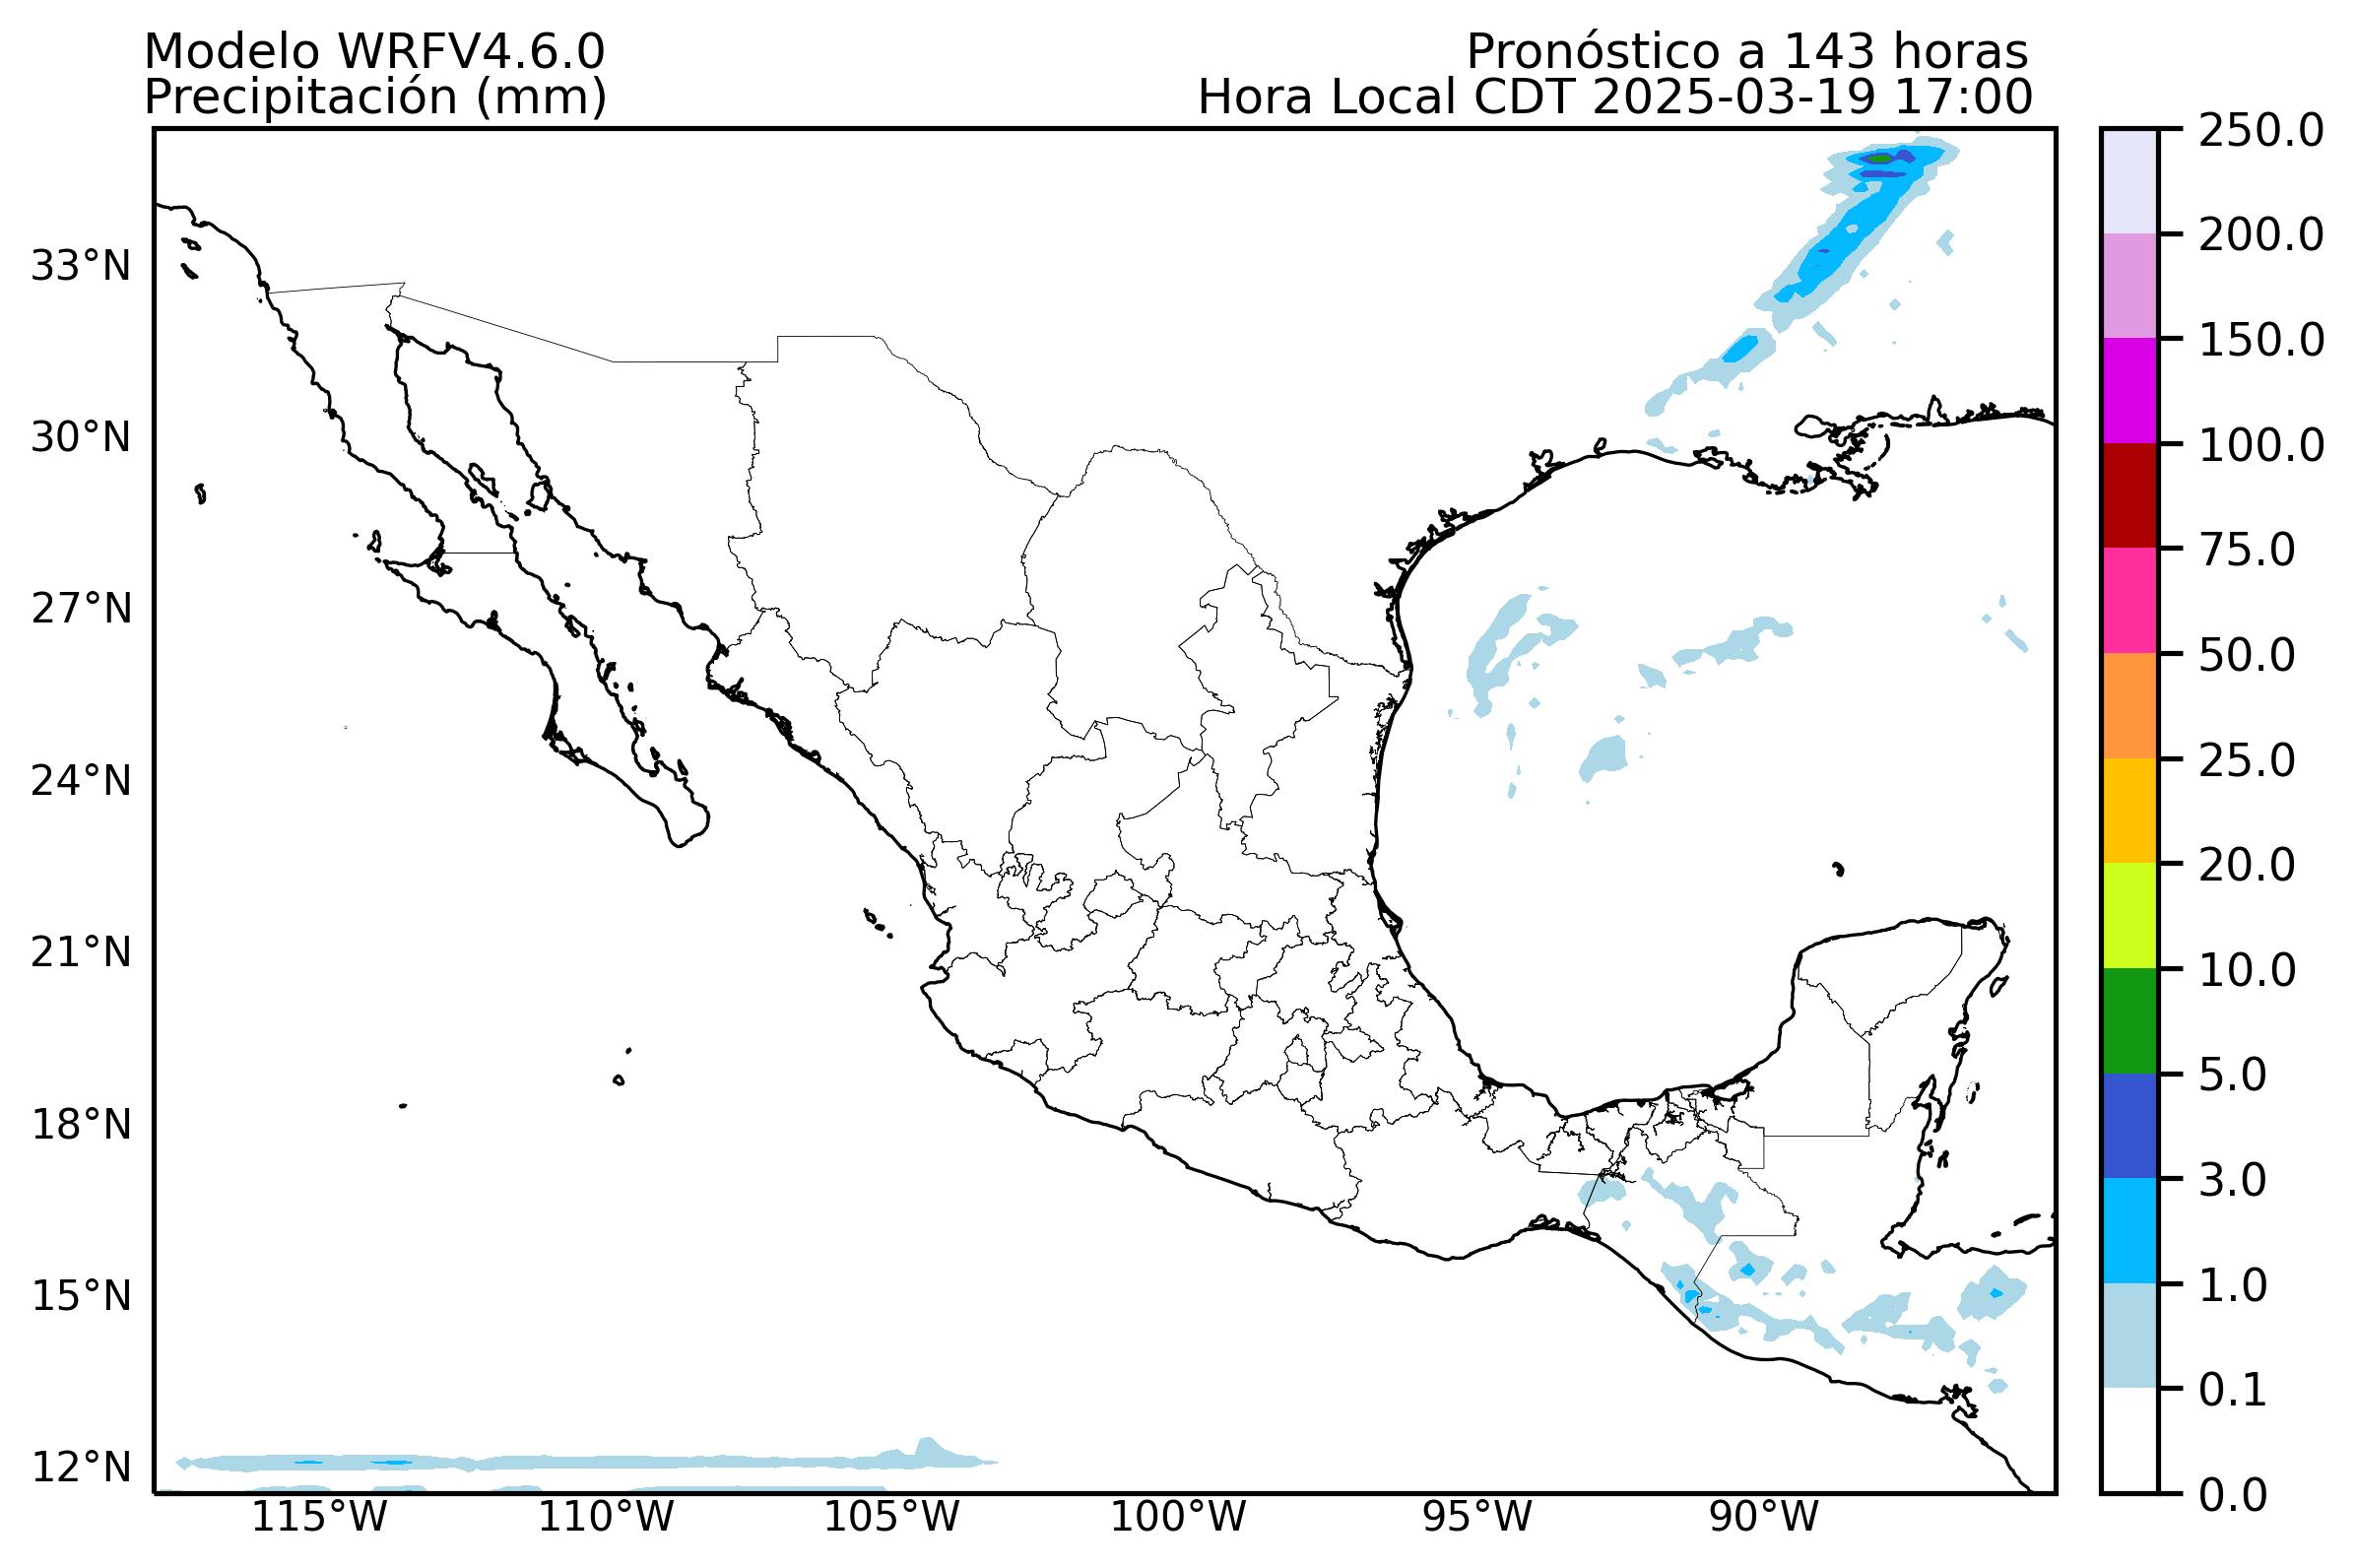 Modelo WRFV4.6.0
Precipitación (mm)
Pronóstico a 143 horas
Hora Local CDT 2025-03-19 17:00
33°N
30°N
27°N
24°N
21°N
18°N
15°N
12°N
115°W
110°W
105°W
100°W
95°W
90°W
250.0
200.0
150.0
100.0
75.0
50.0
25.0
20.0
10.0
5.0
3.0
1.0
0.1
0.0